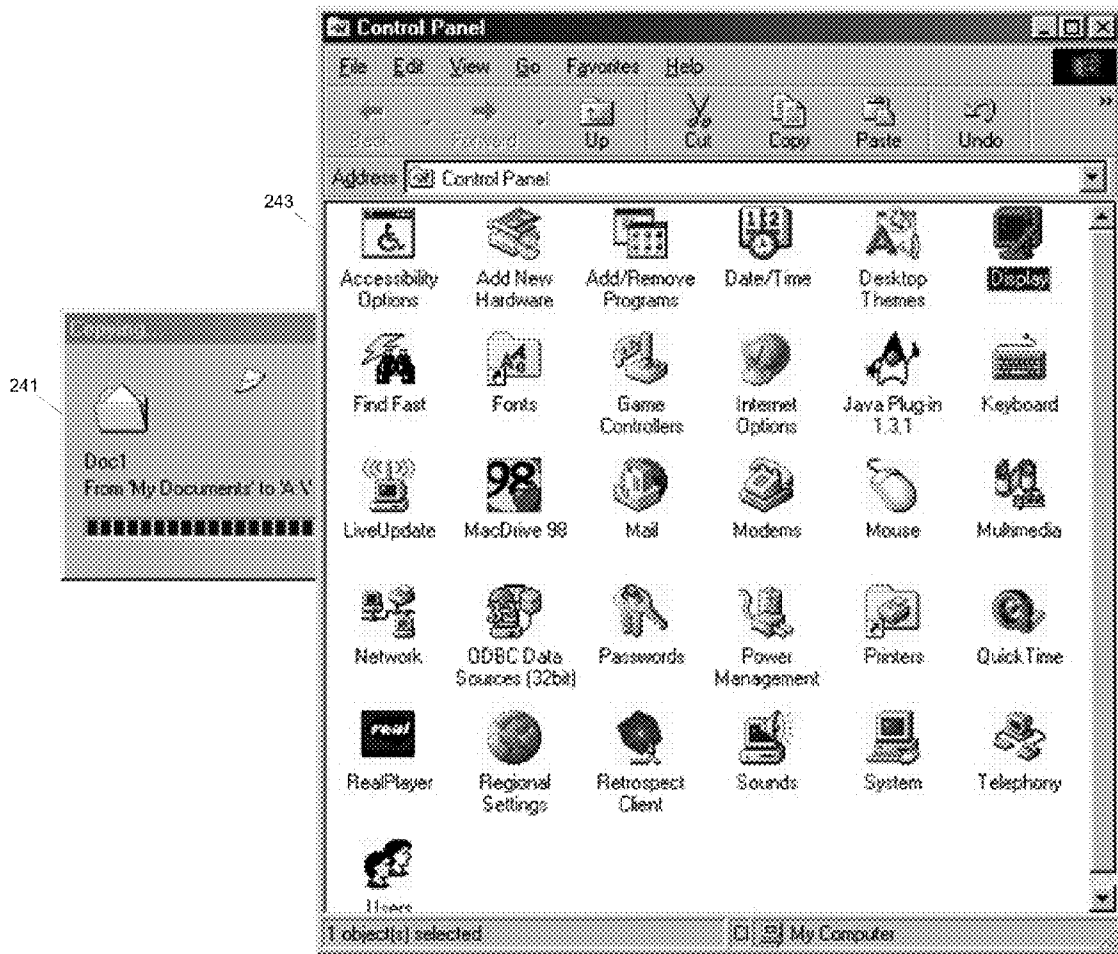 Control Panel
File Edit View Go Favorites Help
Up Cut Copy Paste Undo
Address Control Panel
243
Accessibility Options
Add New Hardware
Add/Remove Programs
Date/Time
Desktop Themes
Display
241
Find Fast
Fonts
Game Controllers
Internet Options
Java Plug-in 1.3.1
Keyboard
Doc1
From 'My Documents' to 'A:\'
LiveUpdate
MacDrive 98
Mail
Modems
Mouse
Multimedia
Network
ODBC Data Sources (32bit)
Passwords
Power Management
Printers
QuickTime
real
RealPlayer
Regional Settings
Retrospect Client
Sounds
System
Telephony
Users
1 object(s) selected
My Computer